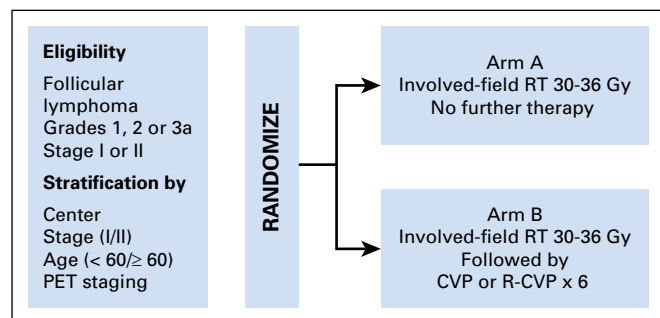 Eligibility
Follicular
lymphoma
Grades 1, 2 or 3a
Stage I or II
Stratification by
Center
Stage (I/II)
Age (< 60/≥ 60)
PET staging
RANDOMIZE
Arm A
Involved-field RT 30-36 Gy
No further therapy
Arm B
Involved-field RT 30-36 Gy
Followed by
CVP or R-CVP x 6